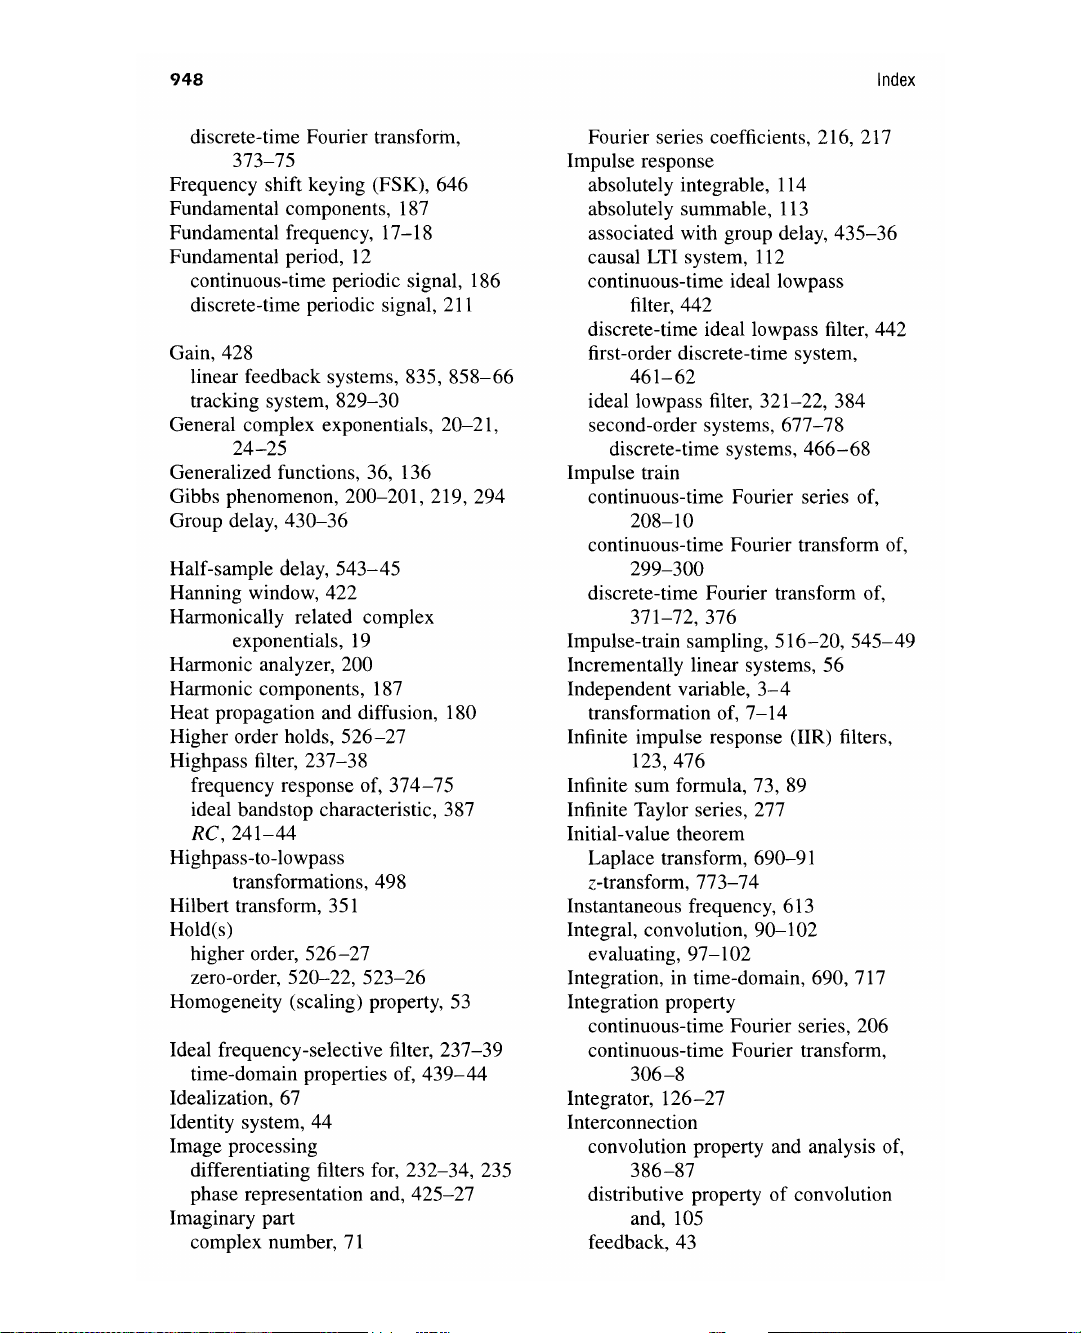 948
Index
discrete-time Fourier transform,
373–75
Frequency shift keying (FSK), 646
Fundamental components, 187
Fundamental frequency, 17–18
Fundamental period, 12
continuous-time periodic signal, 186
discrete-time periodic signal, 211
Gain, 428
linear feedback systems, 835, 858–66
tracking system, 829–30
General complex exponentials, 20–21,
24–25
Generalized functions, 36, 136
Gibbs phenomenon, 200–201, 219, 294
Group delay, 430–36
Half-sample delay, 543–45
Hanning window, 422
Harmonically related complex
exponentials, 19
Harmonic analyzer, 200
Harmonic components, 187
Heat propagation and diffusion, 180
Higher order holds, 526–27
Highpass filter, 237–38
frequency response of, 374–75
ideal bandstop characteristic, 387
RC, 241–44
Highpass-to-lowpass
transformations, 498
Hilbert transform, 351
Hold(s)
higher order, 526–27
zero-order, 520–22, 523–26
Homogeneity (scaling) property, 53
Ideal frequency-selective filter, 237–39
time-domain properties of, 439–44
Idealization, 67
Identity system, 44
Image processing
differentiating filters for, 232–34, 235
phase representation and, 425–27
Imaginary part
complex number, 71
Fourier series coefficients, 216, 217
Impulse response
absolutely integrable, 114
absolutely summable, 113
associated with group delay, 435–36
causal LTI system, 112
continuous-time ideal lowpass
filter, 442
discrete-time ideal lowpass filter, 442
first-order discrete-time system,
461–62
ideal lowpass filter, 321–22, 384
second-order systems, 677–78
discrete-time systems, 466–68
Impulse train
continuous-time Fourier series of,
208–10
continuous-time Fourier transform of,
299–300
discrete-time Fourier transform of,
371–72, 376
Impulse-train sampling, 516–20, 545–49
Incrementally linear systems, 56
Independent variable, 3–4
transformation of, 7–14
Infinite impulse response (IIR) filters,
123, 476
Infinite sum formula, 73, 89
Infinite Taylor series, 277
Initial-value theorem
Laplace transform, 690–91
z-transform, 773–74
Instantaneous frequency, 613
Integral, convolution, 90–102
evaluating, 97–102
Integration, in time-domain, 690, 717
Integration property
continuous-time Fourier series, 206
continuous-time Fourier transform,
306–8
Integrator, 126–27
Interconnection
convolution property and analysis of,
386–87
distributive property of convolution
and, 105
feedback, 43